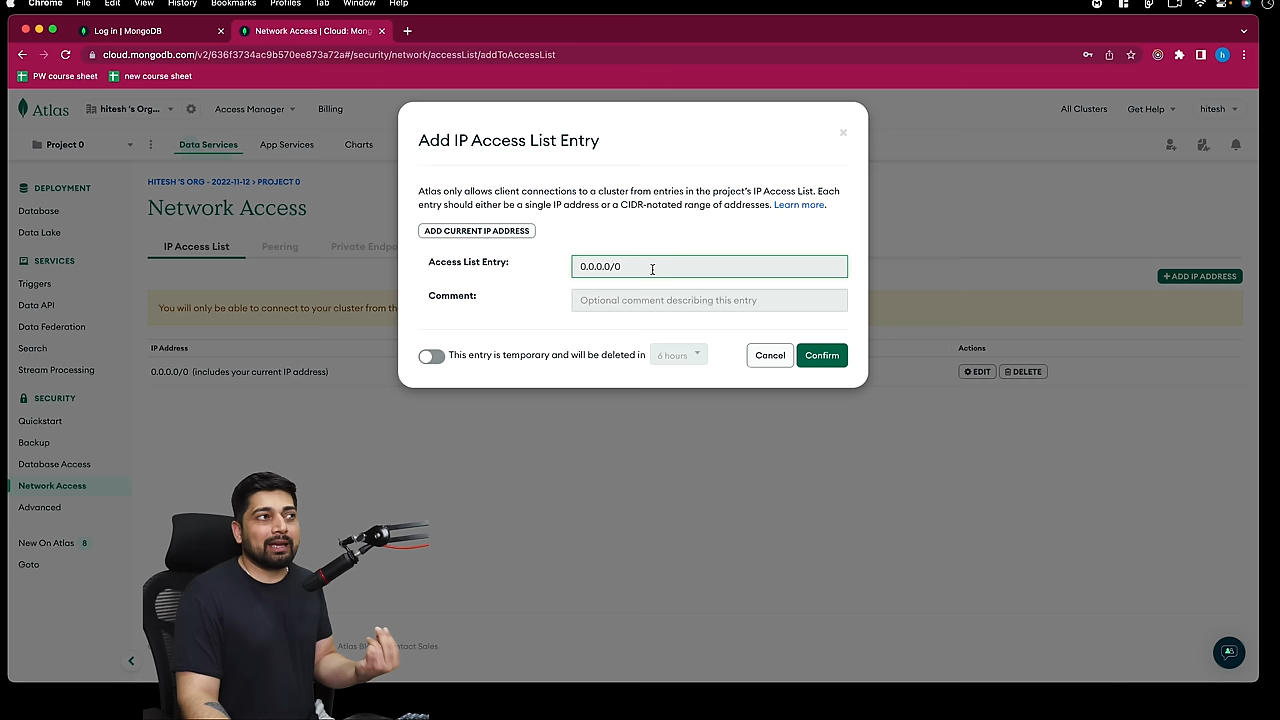 Chrome File Edit View History Bookmarks Profiles Tab Window Help
Log in | MongoDB
Network Access | Cloud: Mong
cloud.mongodb.com/v2/636f3734ac9b570ee873a72a#/security/network/accessList/addToAccessList
h
PW course sheet
new course sheet
Atlas
hitesh 's Org...
Access Manager
Billing
All Clusters
Get Help
hitesh
Project 0
Data Services
App Services
Charts
DEPLOYMENT
Database
Data Lake
SERVICES
Triggers
Data API
Data Federation
Search
Stream Processing
SECURITY
Quickstart
Backup
Database Access
Network Access
Advanced
New On Atlas 8
Goto
HITESH 'S ORG - 2022-11-12 > PROJECT 0
Network Access
IP Access List
Peering
Private Endpo
+ ADD IP ADDRESS
You will only be able to connect to your cluster from th
IP Address
Actions
0.0.0.0/0 (includes your current IP address)
EDIT
DELETE
Add IP Access List Entry
Atlas only allows client connections to a cluster from entries in the project's IP Access List. Each
entry should either be a single IP address or a CIDR-notated range of addresses. Learn more.
ADD CURRENT IP ADDRESS
Access List Entry:
0.0.0.0/0
Comment:
Optional comment describing this entry
This entry is temporary and will be deleted in
6 hours
Cancel
Confirm
Atlas
ntact Sales